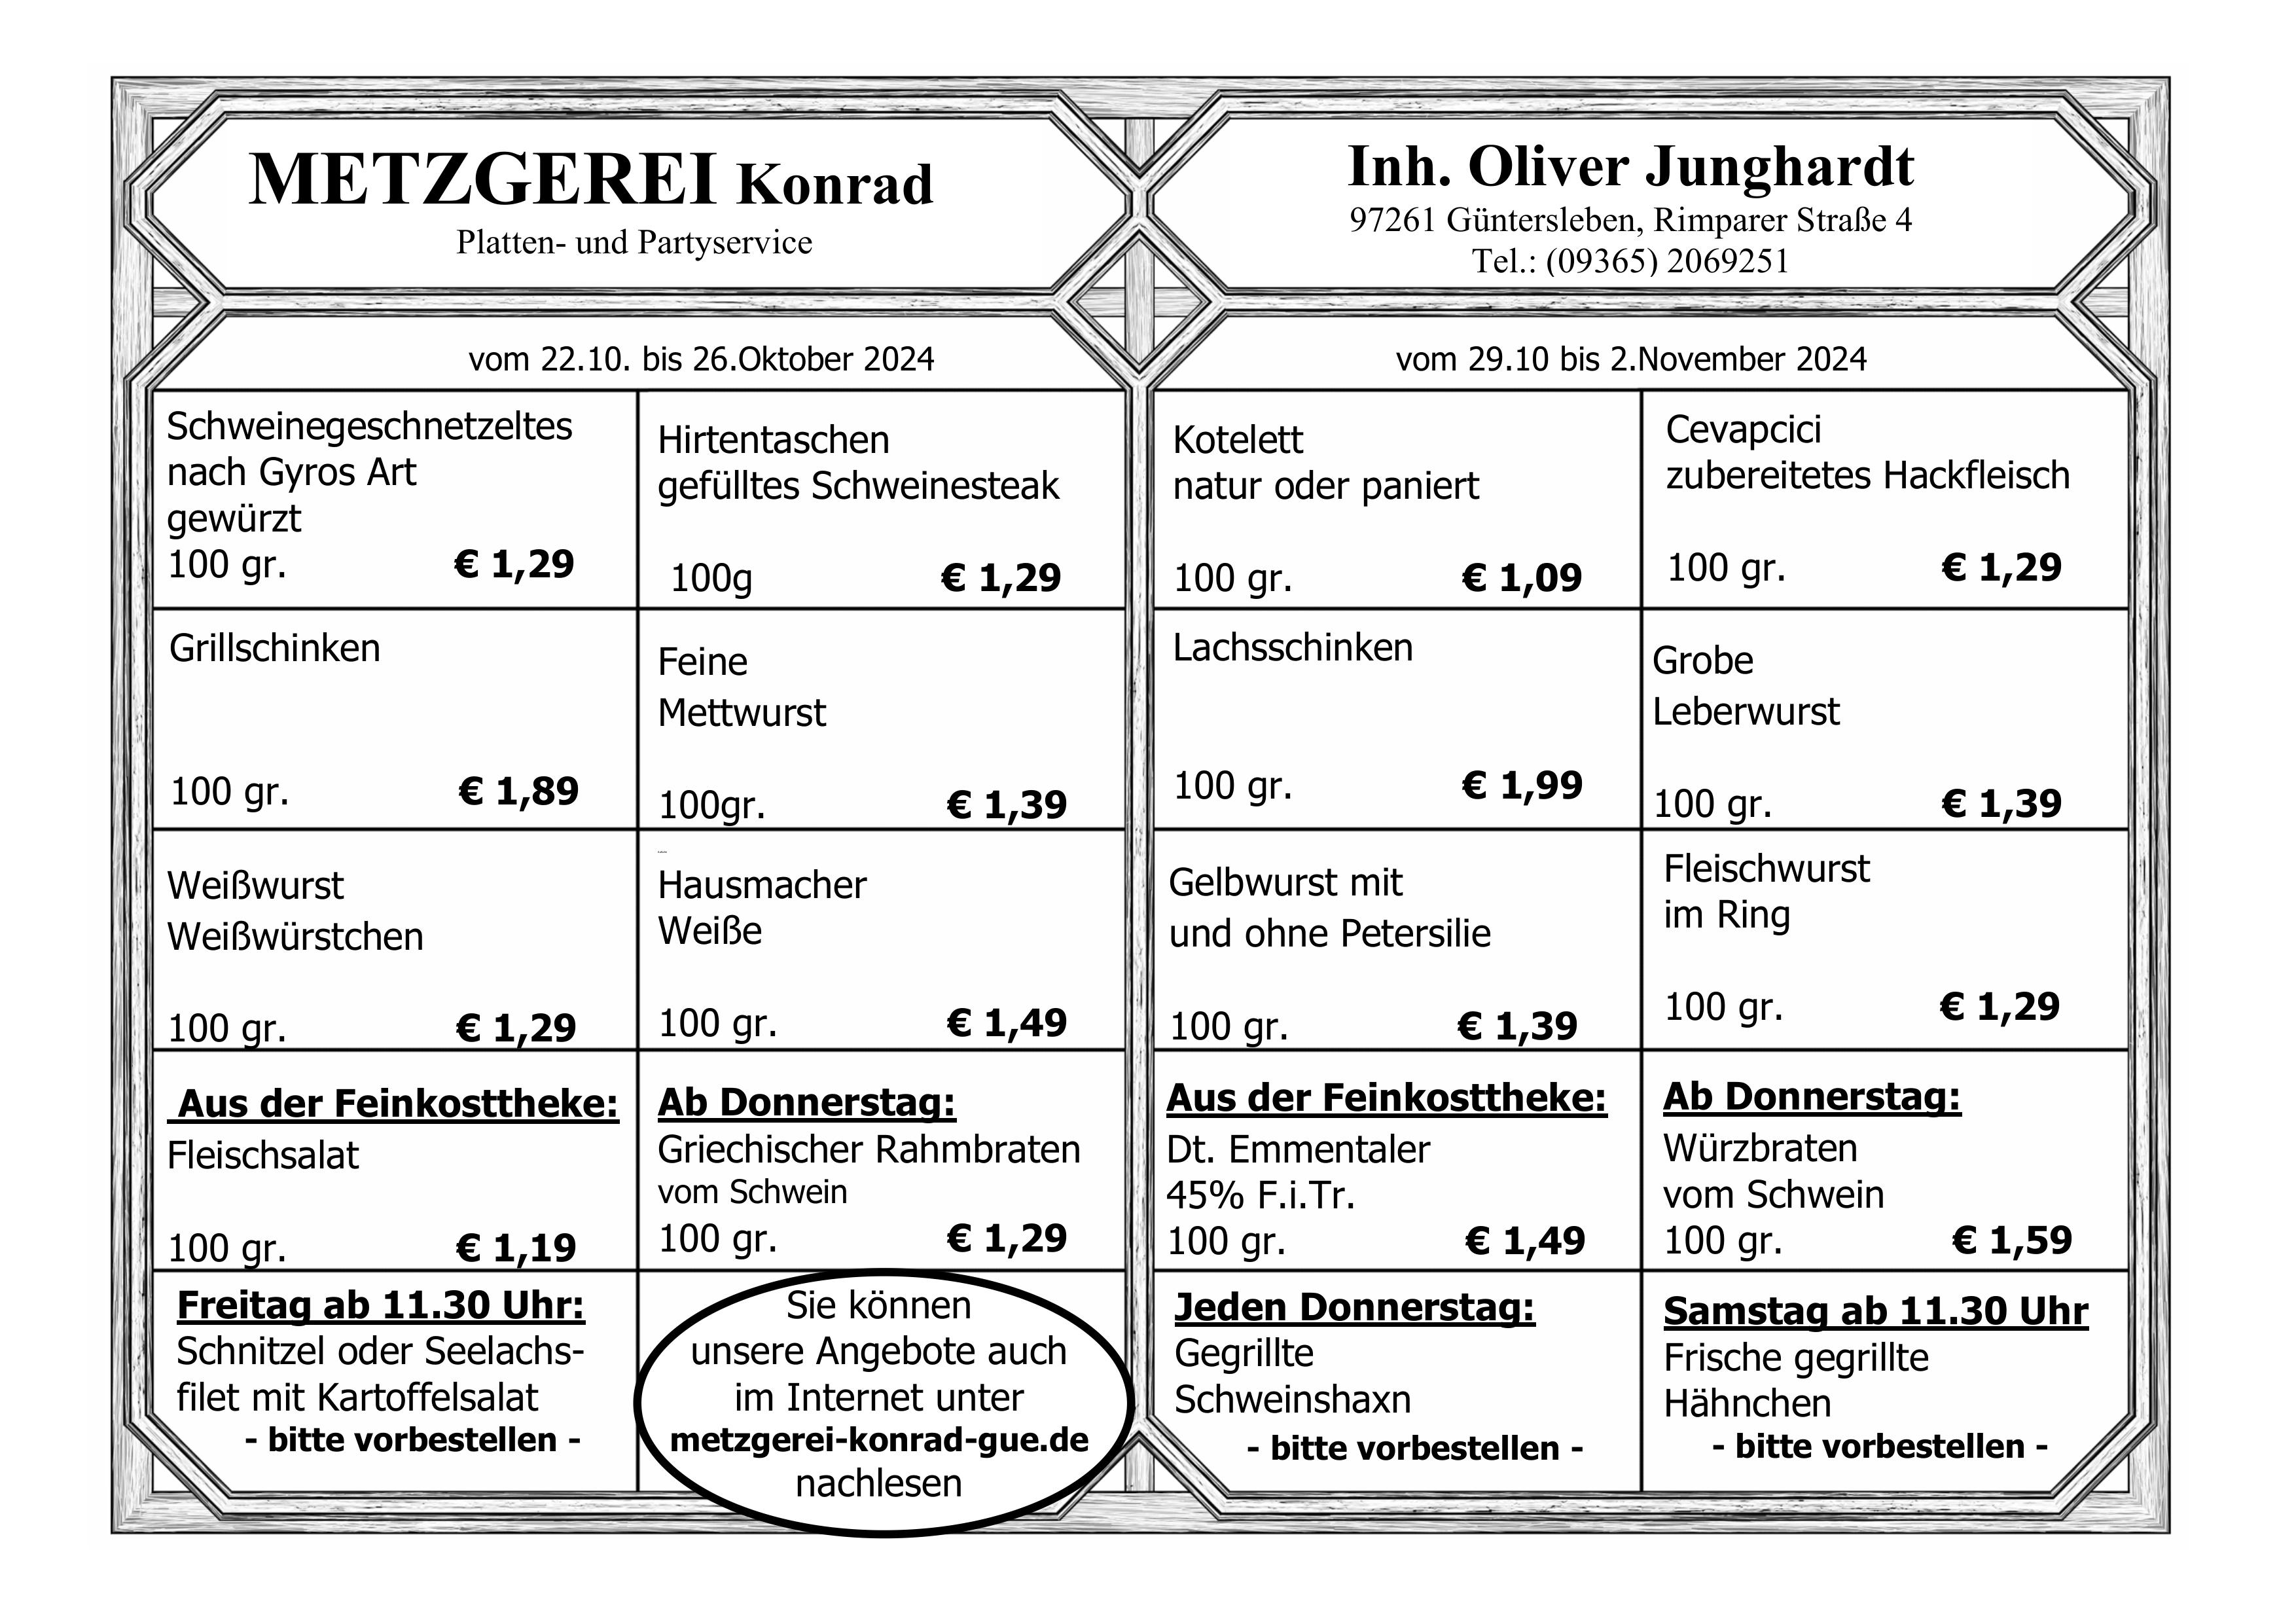 METZGEREI Konrad
Platten- und Partyservice
Inh. Oliver Junghardt
97261 Güntersleben, Rimparer Straße 4
Tel.: (09365) 2069251
vom 22.10. bis 26.Oktober 2024
Schweinegeschnetzeltes
nach Gyros Art
gewürzt
100 gr. € 1,29
Hirtentaschen
gefülltes Schweinesteak
100g € 1,29
Grillschinken
100 gr. € 1,89
Feine
Mettwurst
100gr. € 1,39
Weißwurst
Weißwürstchen
100 gr. € 1,29
Hausmacher
Weiße
100 gr. € 1,49
Aus der Feinkosttheke:
Fleischsalat
100 gr. € 1,19
Ab Donnerstag:
Griechischer Rahmbraten
vom Schwein
100 gr. € 1,29
Freitag ab 11.30 Uhr:
Schnitzel oder Seelachs-
filet mit Kartoffelsalat
- bitte vorbestellen -
Sie können
unsere Angebote auch
im Internet unter
metzgerei-konrad-gue.de
nachlesen
vom 29.10 bis 2.November 2024
Kotelett
natur oder paniert
100 gr. € 1,09
Cevapcici
zubereitetes Hackfleisch
100 gr. € 1,29
Lachsschinken
100 gr. € 1,99
Grobe
Leberwurst
100 gr. € 1,39
Gelbwurst mit
und ohne Petersilie
100 gr. € 1,39
Fleischwurst
im Ring
100 gr. € 1,29
Aus der Feinkosttheke:
Dt. Emmentaler
45% F.i.Tr.
100 gr. € 1,49
Ab Donnerstag:
Würzbraten
vom Schwein
100 gr. € 1,59
Jeden Donnerstag:
Gegrillte
Schweinshaxn
- bitte vorbestellen -
Samstag ab 11.30 Uhr
Frische gegrillte
Hähnchen
- bitte vorbestellen -